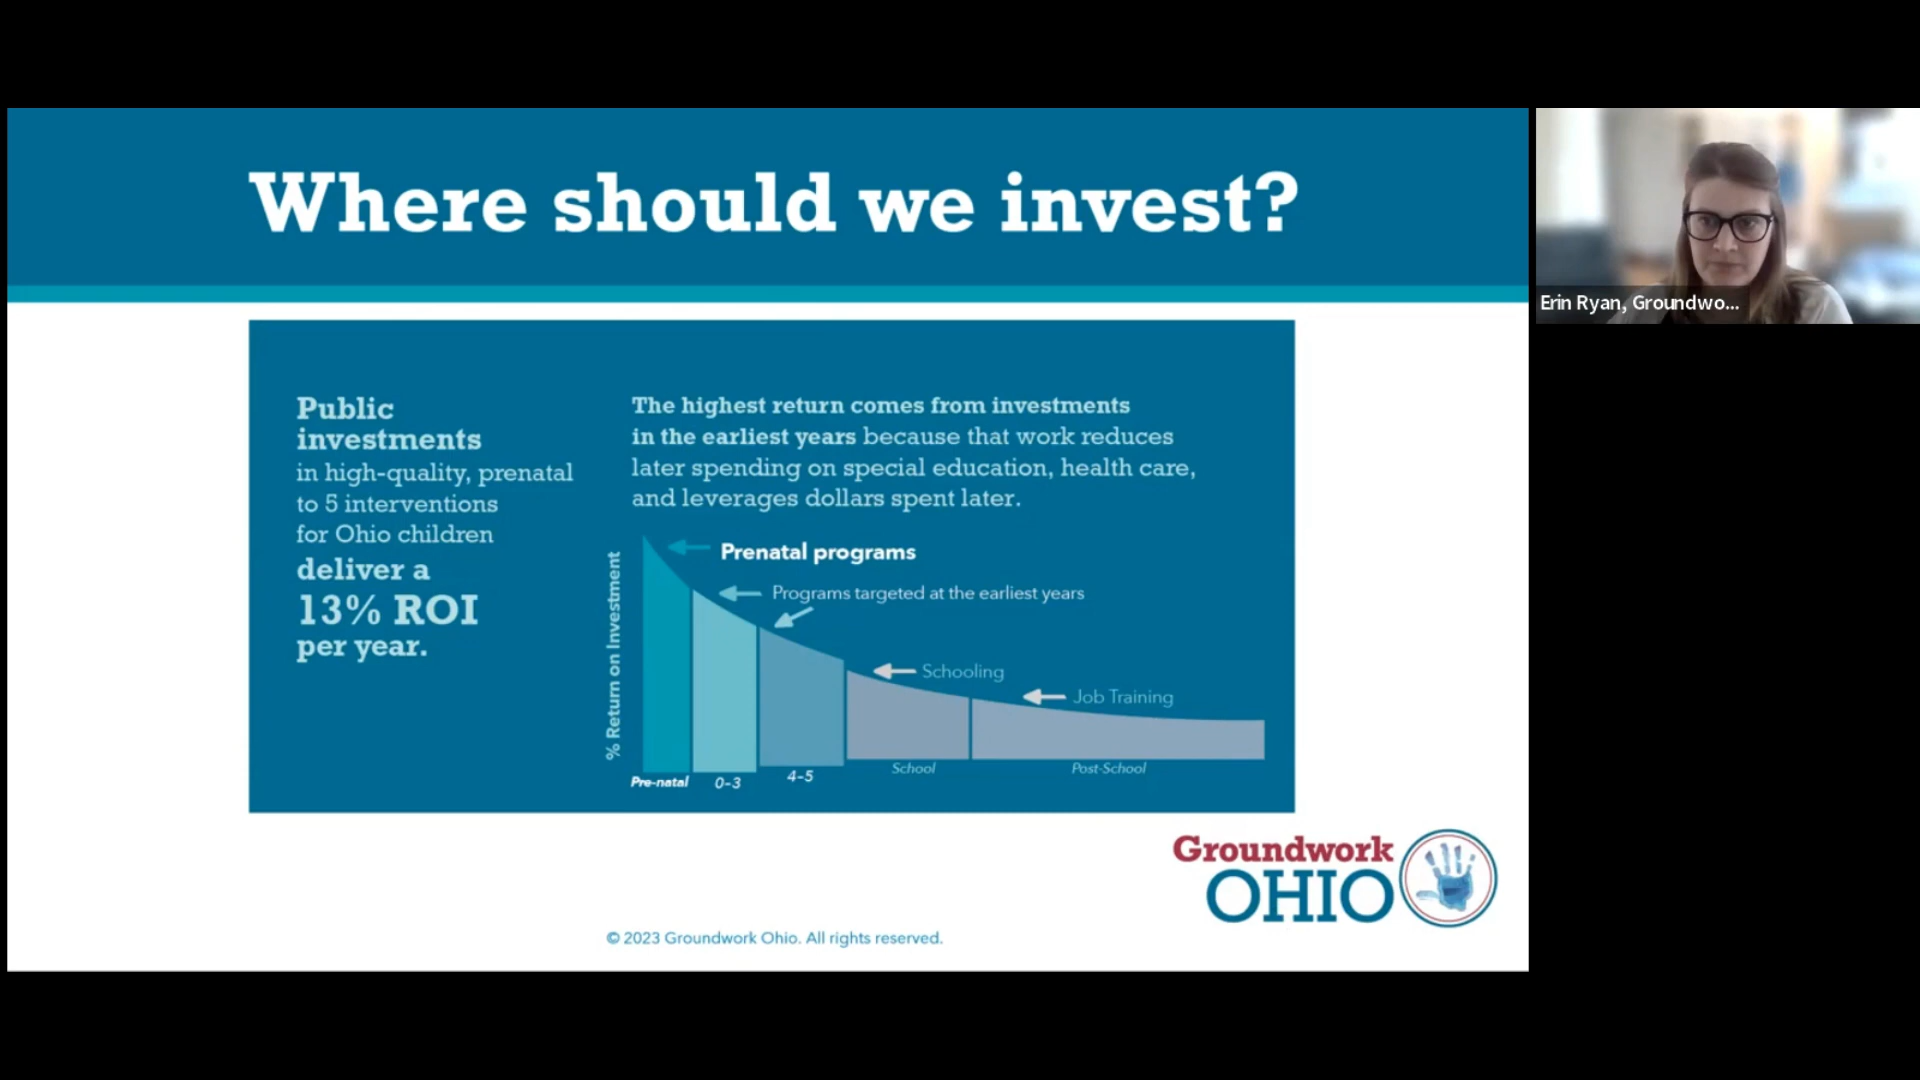 Where should we invest?
Public
investments
in high-quality, prenatal
to 5 interventions
for Ohio children
deliver a
13% ROI
per year.
The highest return comes from investments
in the earliest years because that work reduces
later spending on special education, health care,
and leverages dollars spent later.
% Return on Investment
Prenatal programs
Programs targeted at the earliest years
Schooling
Job Training
Pre-natal
0-3
4-5
School
Post-School
Groundwork
OHIO
© 2023 Groundwork Ohio. All rights reserved.
Erin Ryan, Groundwo...